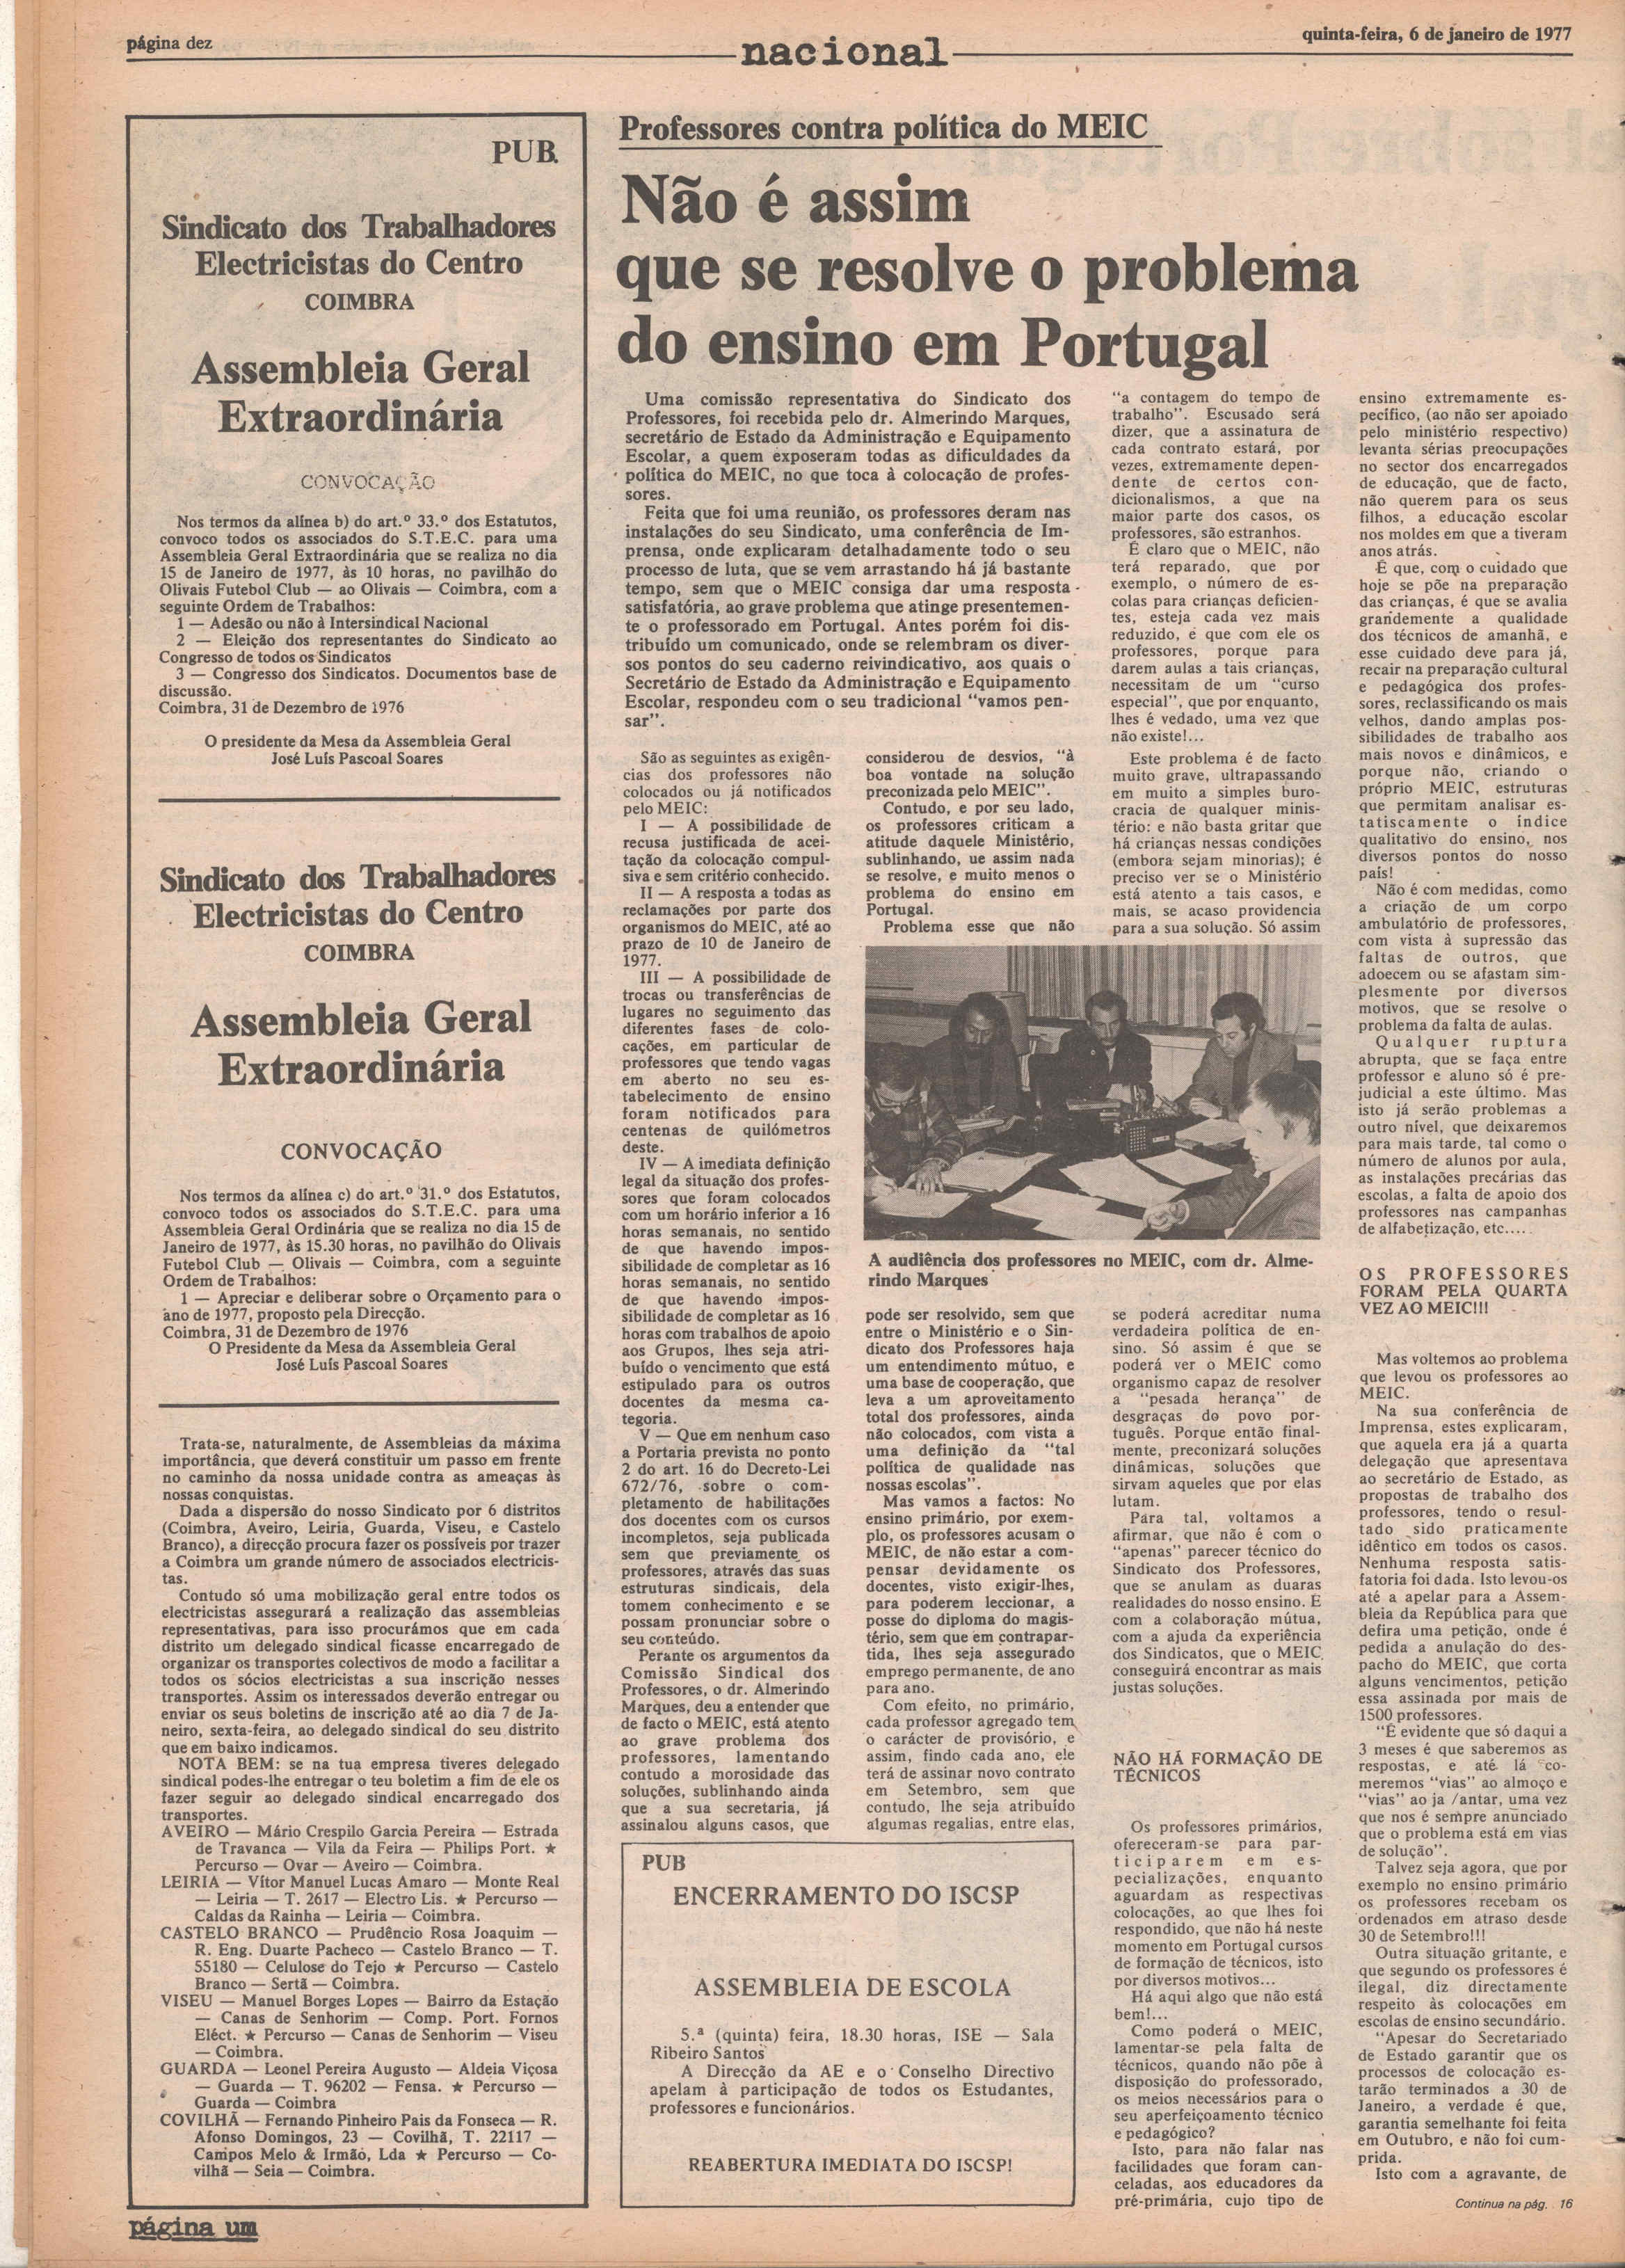 página dez
nacional
quinta-feira, 6 de janeiro de 1977
PUB.
Sindicato dos Trabalhadores
Electricistas do Centro
COIMBRA
Assembleia Geral
Extraordinária
CONVOCAÇÃO
Nos termos da alínea b) do art.º 33.º dos Estatutos,
convoco todos os associados do S.T.E.C. para uma
Assembleia Geral Extraordinária que se realiza no dia
15 de Janeiro de 1977, às 10 horas, no pavilhão do
Olivais Futebol Club — ao Olivais — Coimbra, com a
seguinte Ordem de Trabalhos:
1 — Adesão ou não à Intersindical Nacional
2 — Eleição dos representantes do Sindicato ao
Congresso de todos os Sindicatos
3 — Congresso dos Sindicatos. Documentos base de
discussão.
Coimbra, 31 de Dezembro de 1976
O presidente da Mesa da Assembleia Geral
José Luís Pascoal Soares
Sindicato dos Trabalhadores
Electricistas do Centro
COIMBRA
Assembleia Geral
Extraordinária
CONVOCAÇÃO
Nos termos da alínea c) do art.º 31.º dos Estatutos,
convoco todos os associados do S.T.E.C. para uma
Assembleia Geral Ordinária que se realiza no dia 15 de
Janeiro de 1977, às 15.30 horas, no pavilhão do Olivais
Futebol Club — Olivais — Coimbra, com a seguinte
Ordem de Trabalhos:
1 — Apreciar e deliberar sobre o Orçamento para o
ano de 1977, proposto pela Direcção.
Coimbra, 31 de Dezembro de 1976
O Presidente da Mesa da Assembleia Geral
José Luís Pascoal Soares
Trata-se, naturalmente, de Assembleias da máxima
importância, que deverá constituir um passo em frente
no caminho da nossa unidade contra as ameaças às
nossas conquistas.
Dada a dispersão do nosso Sindicato por 6 distritos
(Coimbra, Aveiro, Leiria, Guarda, Viseu, e Castelo
Branco), a direcção procura fazer os possíveis por trazer
a Coimbra um grande número de associados electricis-
tas.
Contudo só uma mobilização geral entre todos os
electricistas assegurará a realização das assembleias
representativas, para isso procurámos que em cada
distrito um delegado sindical ficasse encarregado de
organizar os transportes colectivos de modo a facilitar a
todos os sócios electricistas a sua inscrição nesses
transportes. Assim os interessados deverão entregar ou
enviar os seus boletins de inscrição até ao dia 7 de Ja-
neiro, sexta-feira, ao delegado sindical do seu distrito
que em baixo indicamos.
NOTA BEM: se na tua empresa tiveres delegado
sindical podes-lhe entregar o teu boletim a fim de ele os
fazer seguir ao delegado sindical encarregado dos
transportes.
AVEIRO — Mário Crespilo Garcia Pereira — Estrada
de Travanca — Vila da Feira — Philips Port. ★
Percurso — Ovar — Aveiro — Coimbra.
LEIRIA — Vítor Manuel Lucas Amaro — Monte Real
— Leiria — T. 2617 — Electro Lis. ★ Percurso —
Caldas da Rainha — Leiria — Coimbra.
CASTELO BRANCO — Prudêncio Rosa Joaquim —
R. Eng. Duarte Pacheco — Castelo Branco — T.
55180 — Celulose do Tejo ★ Percurso — Castelo
Branco — Sertã — Coimbra.
VISEU — Manuel Borges Lopes — Bairro da Estação
— Canas de Senhorim — Comp. Port. Fornos
Eléct. ★ Percurso — Canas de Senhorim — Viseu
— Coimbra.
GUARDA — Leonel Pereira Augusto — Aldeia Viçosa
— Guarda — T. 96202 — Fensa. ★ Percurso —
Guarda — Coimbra
COVILHÃ — Fernando Pinheiro Pais da Fonseca — R.
Afonso Domingos, 23 — Covilhã, T. 22117 —
Campos Melo & Irmão, Lda ★ Percurso — Co-
vilhã — Seia — Coimbra.
Professores contra política do MEIC
Não é assim
que se resolve o problema
do ensino em Portugal
Uma comissão representativa do Sindicato dos
Professores, foi recebida pelo dr. Almerindo Marques,
secretário de Estado da Administração e Equipamento
Escolar, a quem exposeram todas as dificuldades da
política do MEIC, no que toca à colocação de profes-
sores.
Feita que foi uma reunião, os professores deram nas
instalações do seu Sindicato, uma conferência de Im-
prensa, onde explicaram detalhadamente todo o seu
processo de luta, que se vem arrastando há já bastante
tempo, sem que o MEIC consiga dar uma resposta
satisfatória, ao grave problema que atinge presentemen-
te o professorado em Portugal. Antes porém foi dis-
tribuído um comunicado, onde se relembram os diver-
sos pontos do seu caderno reivindicativo, aos quais o
Secretário de Estado da Administração e Equipamento
Escolar, respondeu com o seu tradicional "vamos pen-
sar".
São as seguintes as exigên-
cias dos professores não
colocados ou já notificados
pelo MEIC:
I — A possibilidade de
recusa justificada de acei-
tação da colocação compul-
siva e sem critério conhecido.
II — A resposta a todas as
reclamações por parte dos
organismos do MEIC, até ao
prazo de 10 de Janeiro de
1977.
III — A possibilidade de
trocas ou transferências de
lugares no seguimento das
diferentes fases de colo-
cações, em particular de
professores que tendo vagas
em aberto no seu es-
tabelecimento de ensino
foram notificados para
centenas de quilómetros
deste.
IV — A imediata definição
legal da situação dos profes-
sores que foram colocados
com um horário inferior a 16
horas semanais, no sentido
de que havendo impos-
sibilidade de completar as 16
horas semanais, no sentido
de que havendo impos-
sibilidade de completar as 16
horas com trabalhos de apoio
aos Grupos, lhes seja atri-
buído o vencimento que está
estipulado para os outros
docentes da mesma ca-
tegoria.
V — Que em nenhum caso
a Portaria prevista no ponto
2 do art. 16 do Decreto-Lei
672/76, sobre o com-
pletamento de habilitações
dos docentes com os cursos
incompletos, seja publicada
sem que previamente os
professores, através das suas
estruturas sindicais, dela
tomem conhecimento e se
possam pronunciar sobre o
seu conteúdo.
Perante os argumentos da
Comissão Sindical dos
Professores, o dr. Almerindo
Marques, deu a entender que
de facto o MEIC, está atento
ao grave problema dos
professores, lamentando
contudo a morosidade das
soluções, sublinhando ainda
que a sua secretaria, já
assinalou alguns casos, que
considerou de desvios, "à
boa vontade na solução
preconizada pelo MEIC".
Contudo, e por seu lado,
os professores criticam a
atitude daquele Ministério,
sublinhando, ue assim nada
se resolve, e muito menos o
problema do ensino em
Portugal.
Problema esse que não
A audiência dos professores no MEIC, com dr. Alme-
rindo Marques
pode ser resolvido, sem que
entre o Ministério e o Sin-
dicato dos Professores haja
um entendimento mútuo, e
uma base de cooperação, que
leva a um aproveitamento
total dos professores, ainda
não colocados, com vista a
uma definição da "tal
política de qualidade nas
nossas escolas".
Mas vamos a factos: No
ensino primário, por exem-
plo, os professores acusam o
MEIC, de não estar a com-
pensar devidamente os
docentes, visto exigir-lhes,
para poderem leccionar, a
posse do diploma do magis-
tério, sem que em contrapar-
tida, lhes seja assegurado
emprego permanente, de ano
para ano.
Com efeito, no primário,
cada professor agregado tem
o carácter de provisório, e
assim, findo cada ano, ele
terá de assinar novo contrato
em Setembro, sem que
contudo, lhe seja atribuído
algumas regalias, entre elas,
"a contagem do tempo de
trabalho". Escusado será
dizer, que a assinatura de
cada contrato estará, por
vezes, extremamente depen-
dente de certos con-
dicionalismos, a que na
maior parte dos casos, os
professores, são estranhos.
É claro que o MEIC, não
terá reparado, que por
exemplo, o número de es-
colas para crianças deficien-
tes, esteja cada vez mais
reduzido, é que com ele os
professores, porque para
darem aulas a tais crianças,
necessitam de um "curso
especial", que por enquanto,
lhes é vedado, uma vez que
não existe!...
Este problema é de facto
muito grave, ultrapassando
em muito a simples buro-
cracia de qualquer minis-
tério: e não basta gritar que
há crianças nessas condições
(embora sejam minorias); é
preciso ver se o Ministério
está atento a tais casos, e
mais, se acaso providencia
para a sua solução. Só assim
se poderá acreditar numa
verdadeira política de en-
sino. Só assim é que se
poderá ver o MEIC como
organismo capaz de resolver
a "pesada herança" de
desgraças do povo por-
tuguês. Porque então final-
mente, preconizará soluções
dinâmicas, soluções que
sirvam aqueles que por elas
lutam.
Para tal, voltamos a
afirmar, que não é com o
"apenas" parecer técnico do
Sindicato dos Professores,
que se anulam as duaras
realidades do nosso ensino. E
com a colaboração mútua,
com a ajuda da experiência
dos Sindicatos, que o MEIC
conseguirá encontrar as mais
justas soluções.
NÃO HÁ FORMAÇÃO DE
TÉCNICOS
Os professores primários,
ofereceram-se para par-
ticiparem em es-
pecializações, enquanto
aguardam as respectivas
colocações, ao que lhes foi
respondido, que não há neste
momento em Portugal cursos
de formação de técnicos, isto
por diversos motivos...
Há aqui algo que não está
bem!...
Como poderá o MEIC,
lamentar-se pela falta de
técnicos, quando não põe à
disposição do professorado,
os meios necessários para o
seu aperfeiçoamento técnico
e pedagógico?
Isto, para não falar nas
facilidades que foram can-
celadas, aos educadores da
pré-primária, cujo tipo de
ensino extremamente es-
pecífico, (ao não ser apoiado
pelo ministério respectivo)
levanta sérias preocupações
no sector dos encarregados
de educação, que de facto,
não querem para os seus
filhos, a educação escolar
nos moldes em que a tiveram
anos atrás.
É que, com o cuidado que
hoje se põe na preparação
das crianças, é que se avalia
grandemente a qualidade
dos técnicos de amanhã, e
esse cuidado deve para já,
recair na preparação cultural
e pedagógica dos profes-
sores, reclassificando os mais
velhos, dando amplas pos-
sibilidades de trabalho aos
mais novos e dinâmicos, e
porque não, criando o
próprio MEIC, estruturas
que permitam analisar es-
tatiscamente o índice
qualitativo do ensino, nos
diversos pontos do nosso
país!
Não é com medidas, como
a criação de um corpo
ambulatório de professores,
com vista à supressão das
faltas de outros, que
adoecem ou se afastam sim-
plesmente por diversos
motivos, que se resolve o
problema da falta de aulas.
Qualquer ruptura
abrupta, que se faça entre
professor e aluno só é pre-
judicial a este último. Mas
isto já serão problemas a
outro nível, que deixaremos
para mais tarde, tal como o
número de alunos por aula,
as instalações precárias das
escolas, a falta de apoio dos
professores nas campanhas
de alfabetização, etc....
OS PROFESSORES
FORAM PELA QUARTA
VEZ AO MEIC!!!
Mas voltemos ao problema
que levou os professores ao
MEIC.
Na sua conferência de
Imprensa, estes explicaram,
que aquela era já a quarta
delegação que apresentava
ao secretário de Estado, as
propostas de trabalho dos
professores, tendo o resul-
tado sido praticamente
idêntico em todos os casos.
Nenhuma resposta satis-
fatoria foi dada. Isto levou-os
até a apelar para a Assem-
bleia da República para que
defira uma petição, onde é
pedida a anulação do des-
pacho do MEIC, que corta
alguns vencimentos, petição
essa assinada por mais de
1500 professores.
"É evidente que só daqui a
3 meses é que saberemos as
respostas, e até lá "co-
meremos "vias" ao almoço e
"vias" ao ja /antar, uma vez
que nos é sempre anunciado
que o problema está em vias
de solução".
Talvez seja agora, que por
exemplo no ensino primário
os professores recebam os
ordenados em atraso desde
30 de Setembro!!!
Outra situação gritante, e
que segundo os professores é
ilegal, diz directamente
respeito às colocações em
escolas de ensino secundário.
"Apesar do Secretariado
de Estado garantir que os
processos de colocação es-
tarão terminados a 30 de
Janeiro, a verdade é que,
garantia semelhante foi feita
em Outubro, e não foi cum-
prida.
Isto com a agravante, de
Continua na pág. 16
PUB
ENCERRAMENTO DO ISCSP
ASSEMBLEIA DE ESCOLA
5.ª (quinta) feira, 18.30 horas, ISE — Sala
Ribeiro Santos
A Direcção da AE e o Conselho Directivo
apelam à participação de todos os Estudantes,
professores e funcionários.
REABERTURA IMEDIATA DO ISCSP!
página um